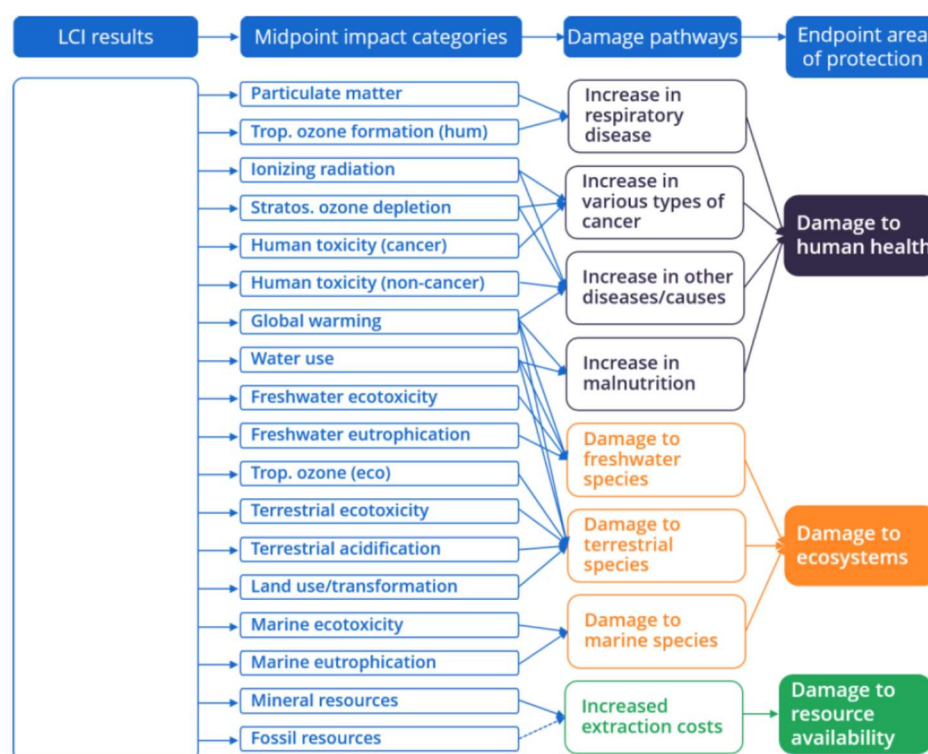 LCI results
Midpoint impact categories
Damage pathways
Endpoint area
of protection
Particulate matter
Trop. ozone formation (hum)
Ionizing radiation
Stratos. ozone depletion
Human toxicity (cancer)
Human toxicity (non-cancer)
Global warming
Water use
Freshwater ecotoxicity
Freshwater eutrophication
Trop. ozone (eco)
Terrestrial ecotoxicity
Terrestrial acidification
Land use/transformation
Marine ecotoxicity
Marine eutrophication
Mineral resources
Fossil resources
Increase in
respiratory
disease
Increase in
various types of
cancer
Increase in other
diseases/causes
Increase in
malnutrition
Damage to
freshwater
species
Damage to
terrestrial
species
Damage to
marine species
Increased
extraction costs
Damage to
human health
Damage to
ecosystems
Damage to
resource
availability